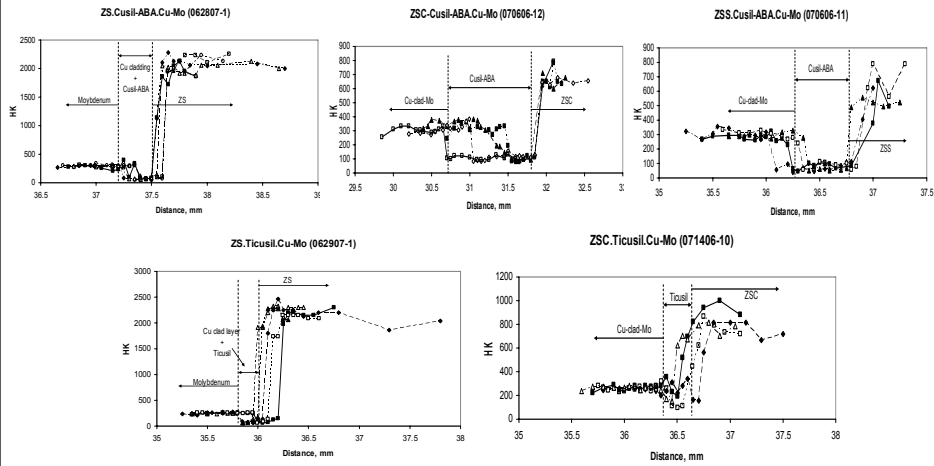 ZS.Cusil-ABA.Cu-Mo (062807-1)
HK
2500
2000
1500
1000
500
0
Moybdenum
Cu cladding
+
Cusil-ABA
ZS
36.5
37
37.5
38
38.5
39
Distance, mm
ZSC-Cusil-ABA.Cu-Mo (070606-12)
HK
900
800
700
600
500
400
300
200
100
0
Cu-clad-Mo
Cusil-ABA
ZSC
29.5
30
30.5
31
31.5
32
32.5
Distance, mm
ZSS.Cusil-ABA.Cu-Mo (070606-11)
HK
900
800
700
600
500
400
300
200
100
0
Cu-clad-Mo
Cusil-ABA
ZSS
35
35.5
36
36.5
37
37.5
Distance, mm
ZS.Ticusil.Cu-Mo (062907-1)
HK
3000
2500
2000
1500
1000
500
0
Cu clad layer
+
Ticusil
Molybdenum
ZS
35
35.5
36
36.5
37
37.5
38
Distance, mm
ZSC.Ticusil.Cu-Mo (071406-10)
HK
1200
1000
800
600
400
200
0
Cu-clad-Mo
Ticusil
ZSC
35
35.5
36
36.5
37
37.5
38
Distance, mm